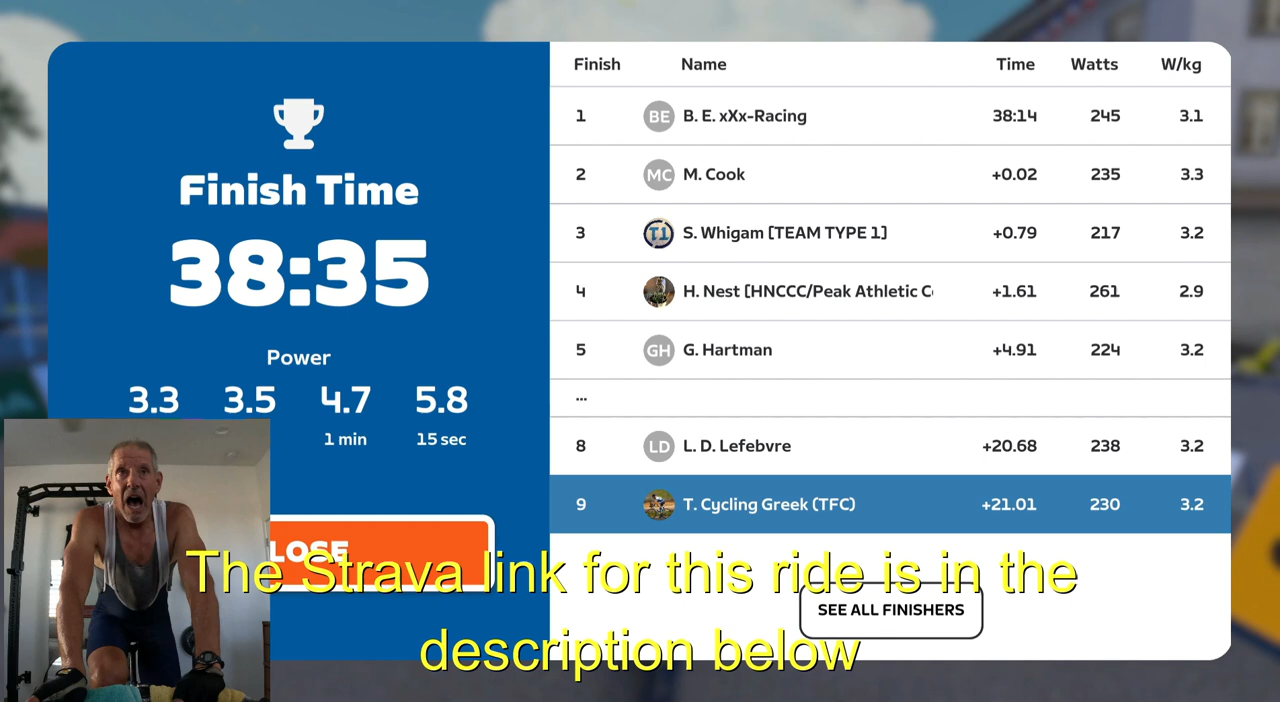 Finish Name Time Watts W/kg
1 BE B. E. xXx-Racing 38:14 245 3.1
2 MC M. Cook +0.02 235 3.3
3 T1 S. Whigam [TEAM TYPE 1] +0.79 217 3.2
4 H. Nest [HNCCC/Peak Athletic C +1.61 261 2.9
5 GH G. Hartman +4.91 224 3.2
...
8 LD L. D. Lefebvre +20.68 238 3.2
9 T. Cycling Greek (TFC) +21.01 230 3.2
SEE ALL FINISHERS
Finish Time
38:35
Power
3.3 3.5 4.7 5.8
1 min 15 sec
LOSE
The Strava link for this ride is in the
description below